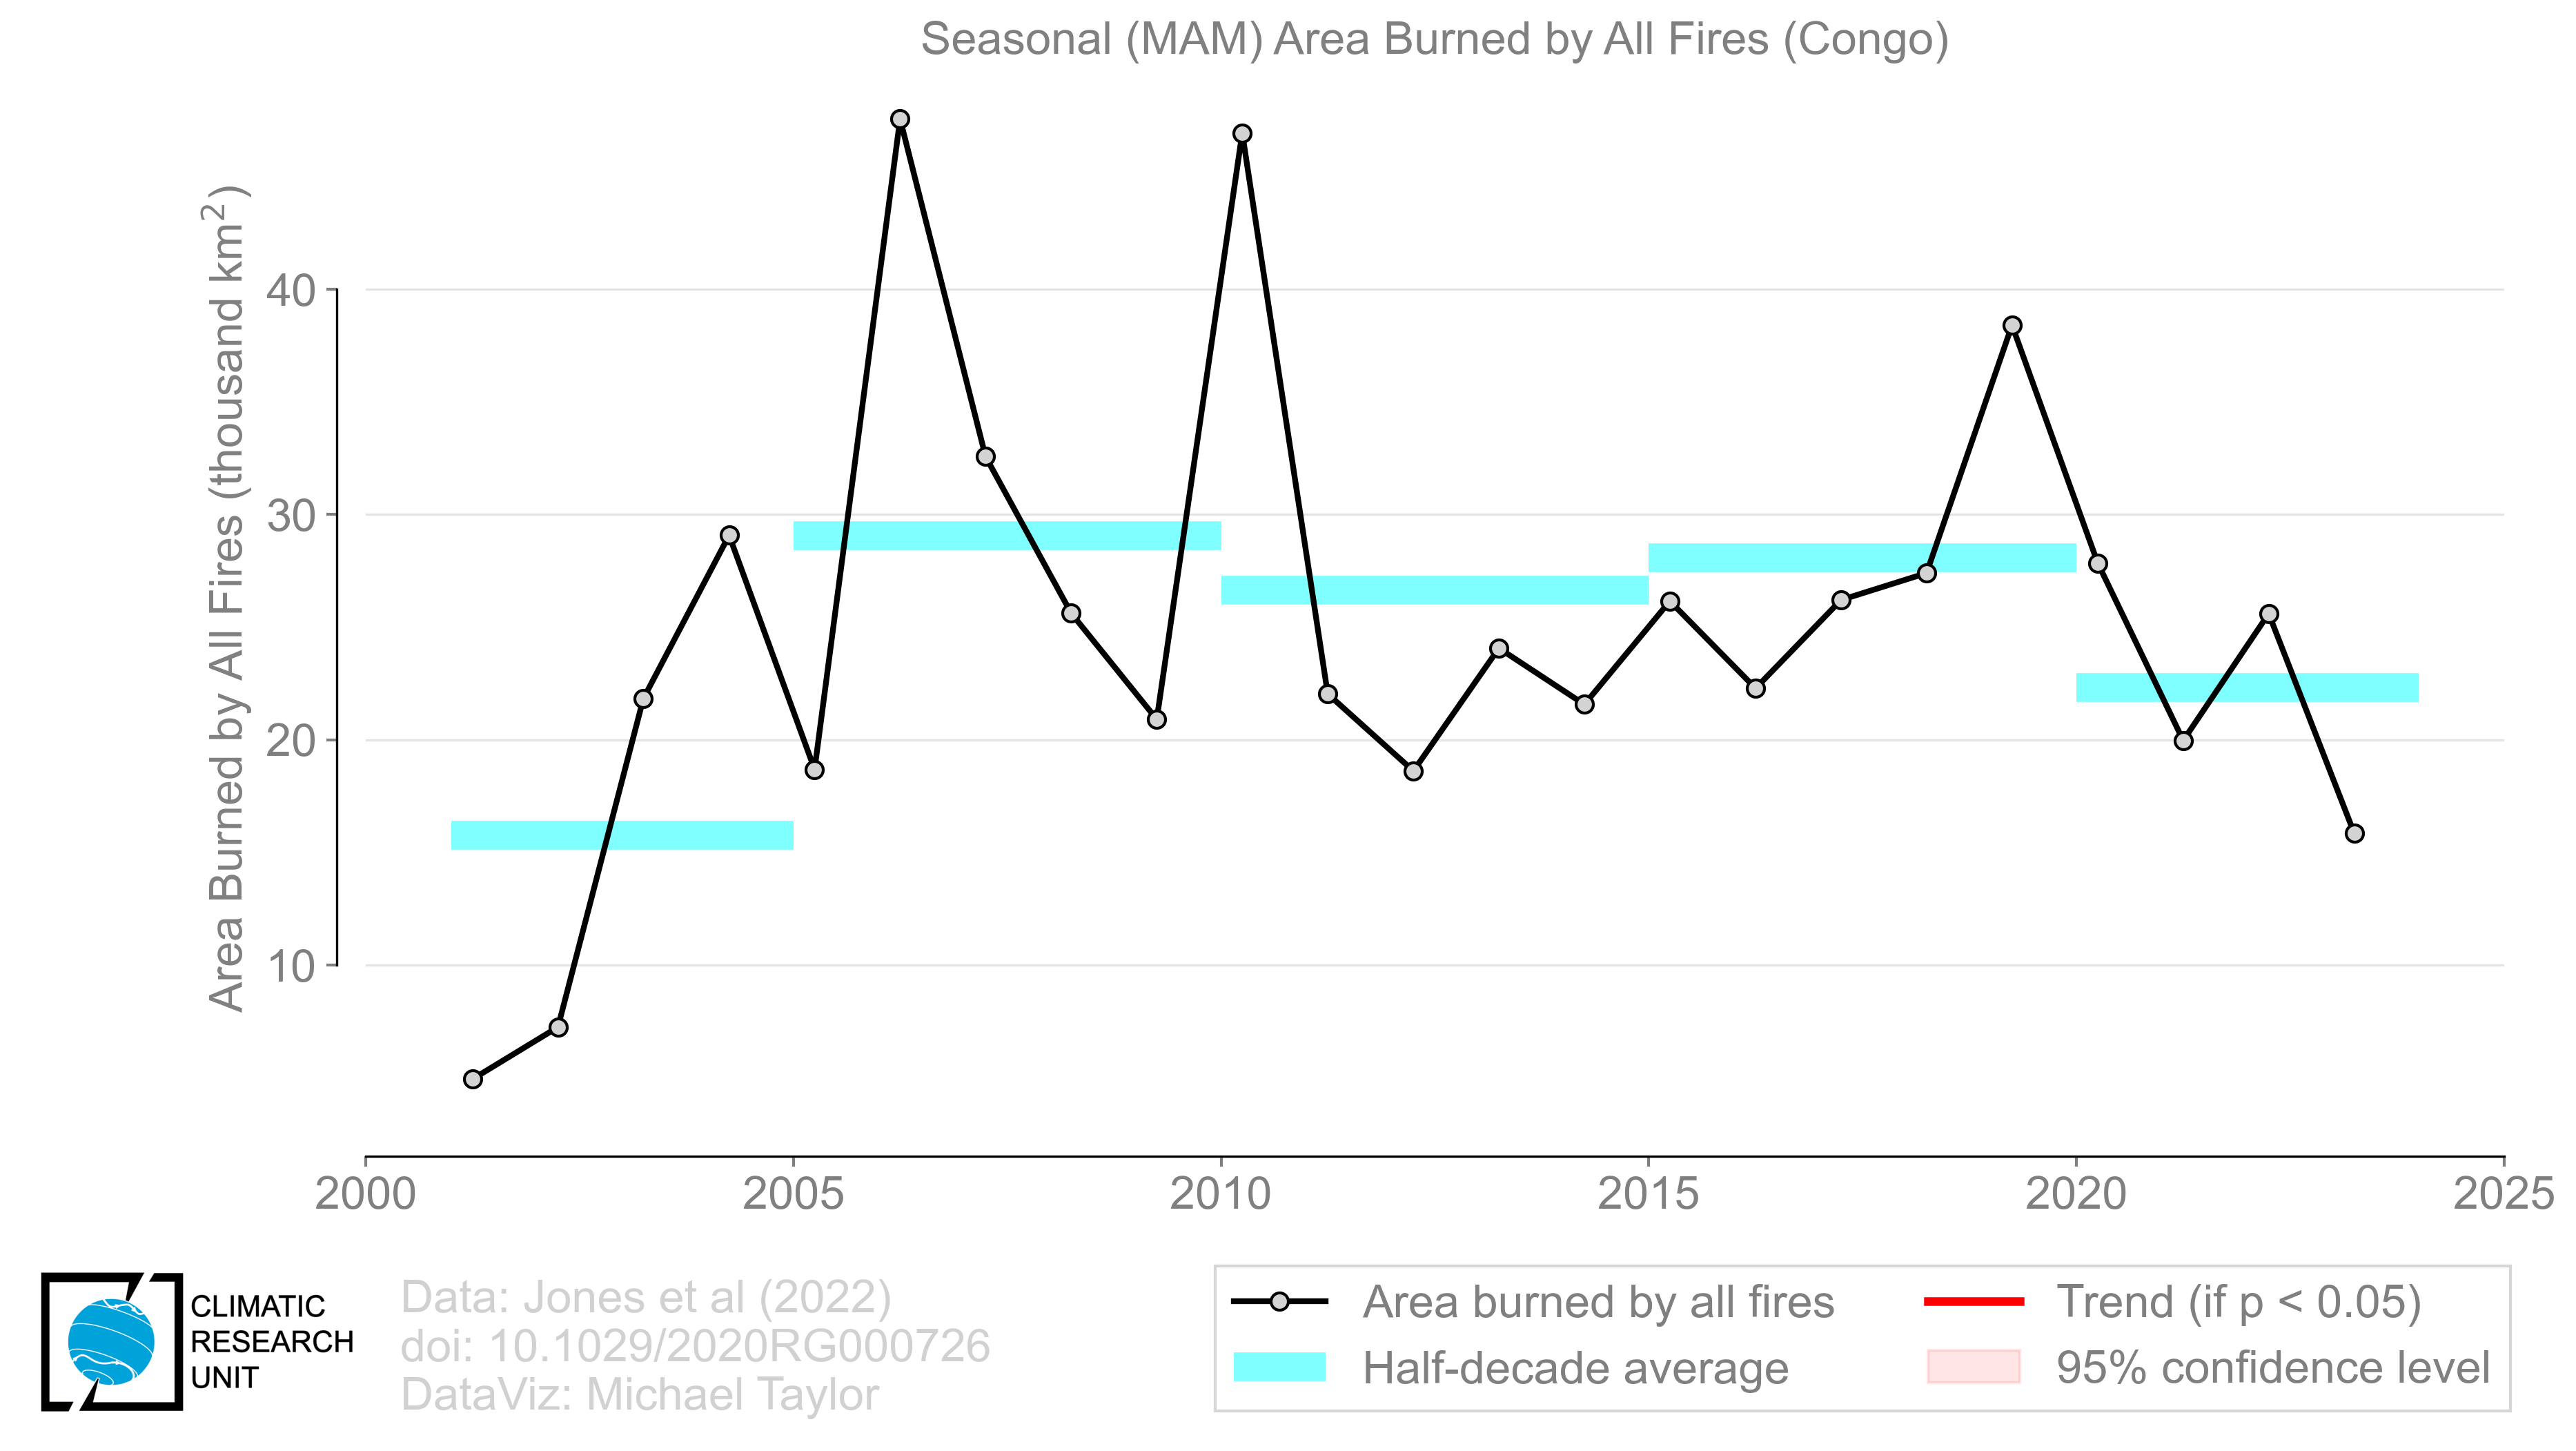 Seasonal (MAM) Area Burned by All Fires (Congo)
Area Burned by All Fires (thousand km²)
40
30
20
10
2000
2005
2010
2015
2020
2025
CLIMATIC
RESEARCH
UNIT
Data: Jones et al (2022)
doi: 10.1029/2020RG000726
DataViz: Michael Taylor
Area burned by all fires
Half-decade average
Trend (if p < 0.05)
95% confidence level